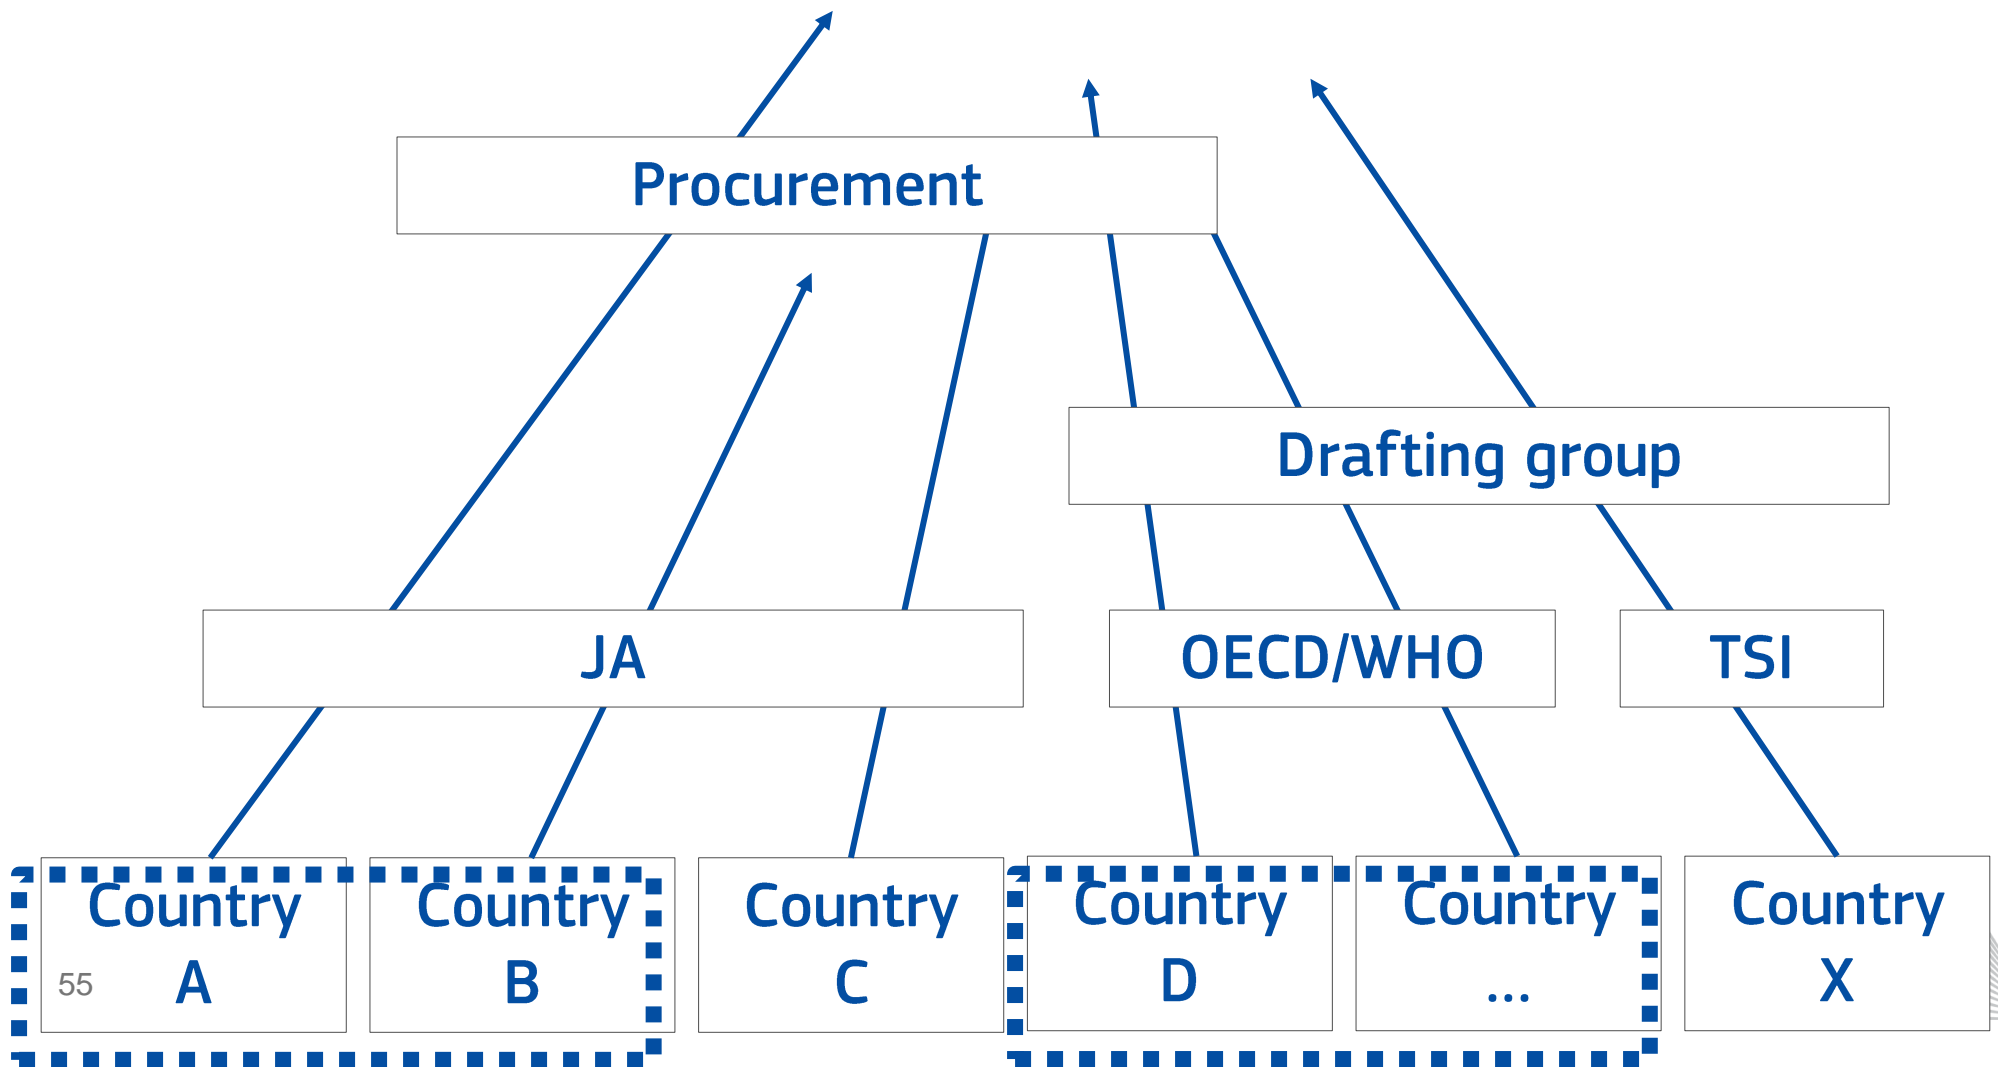 Procurement
Drafting group
JA
OECD/WHO
TSI
Country
A
Country
B
Country
C
Country
D
Country
...
Country
X
55